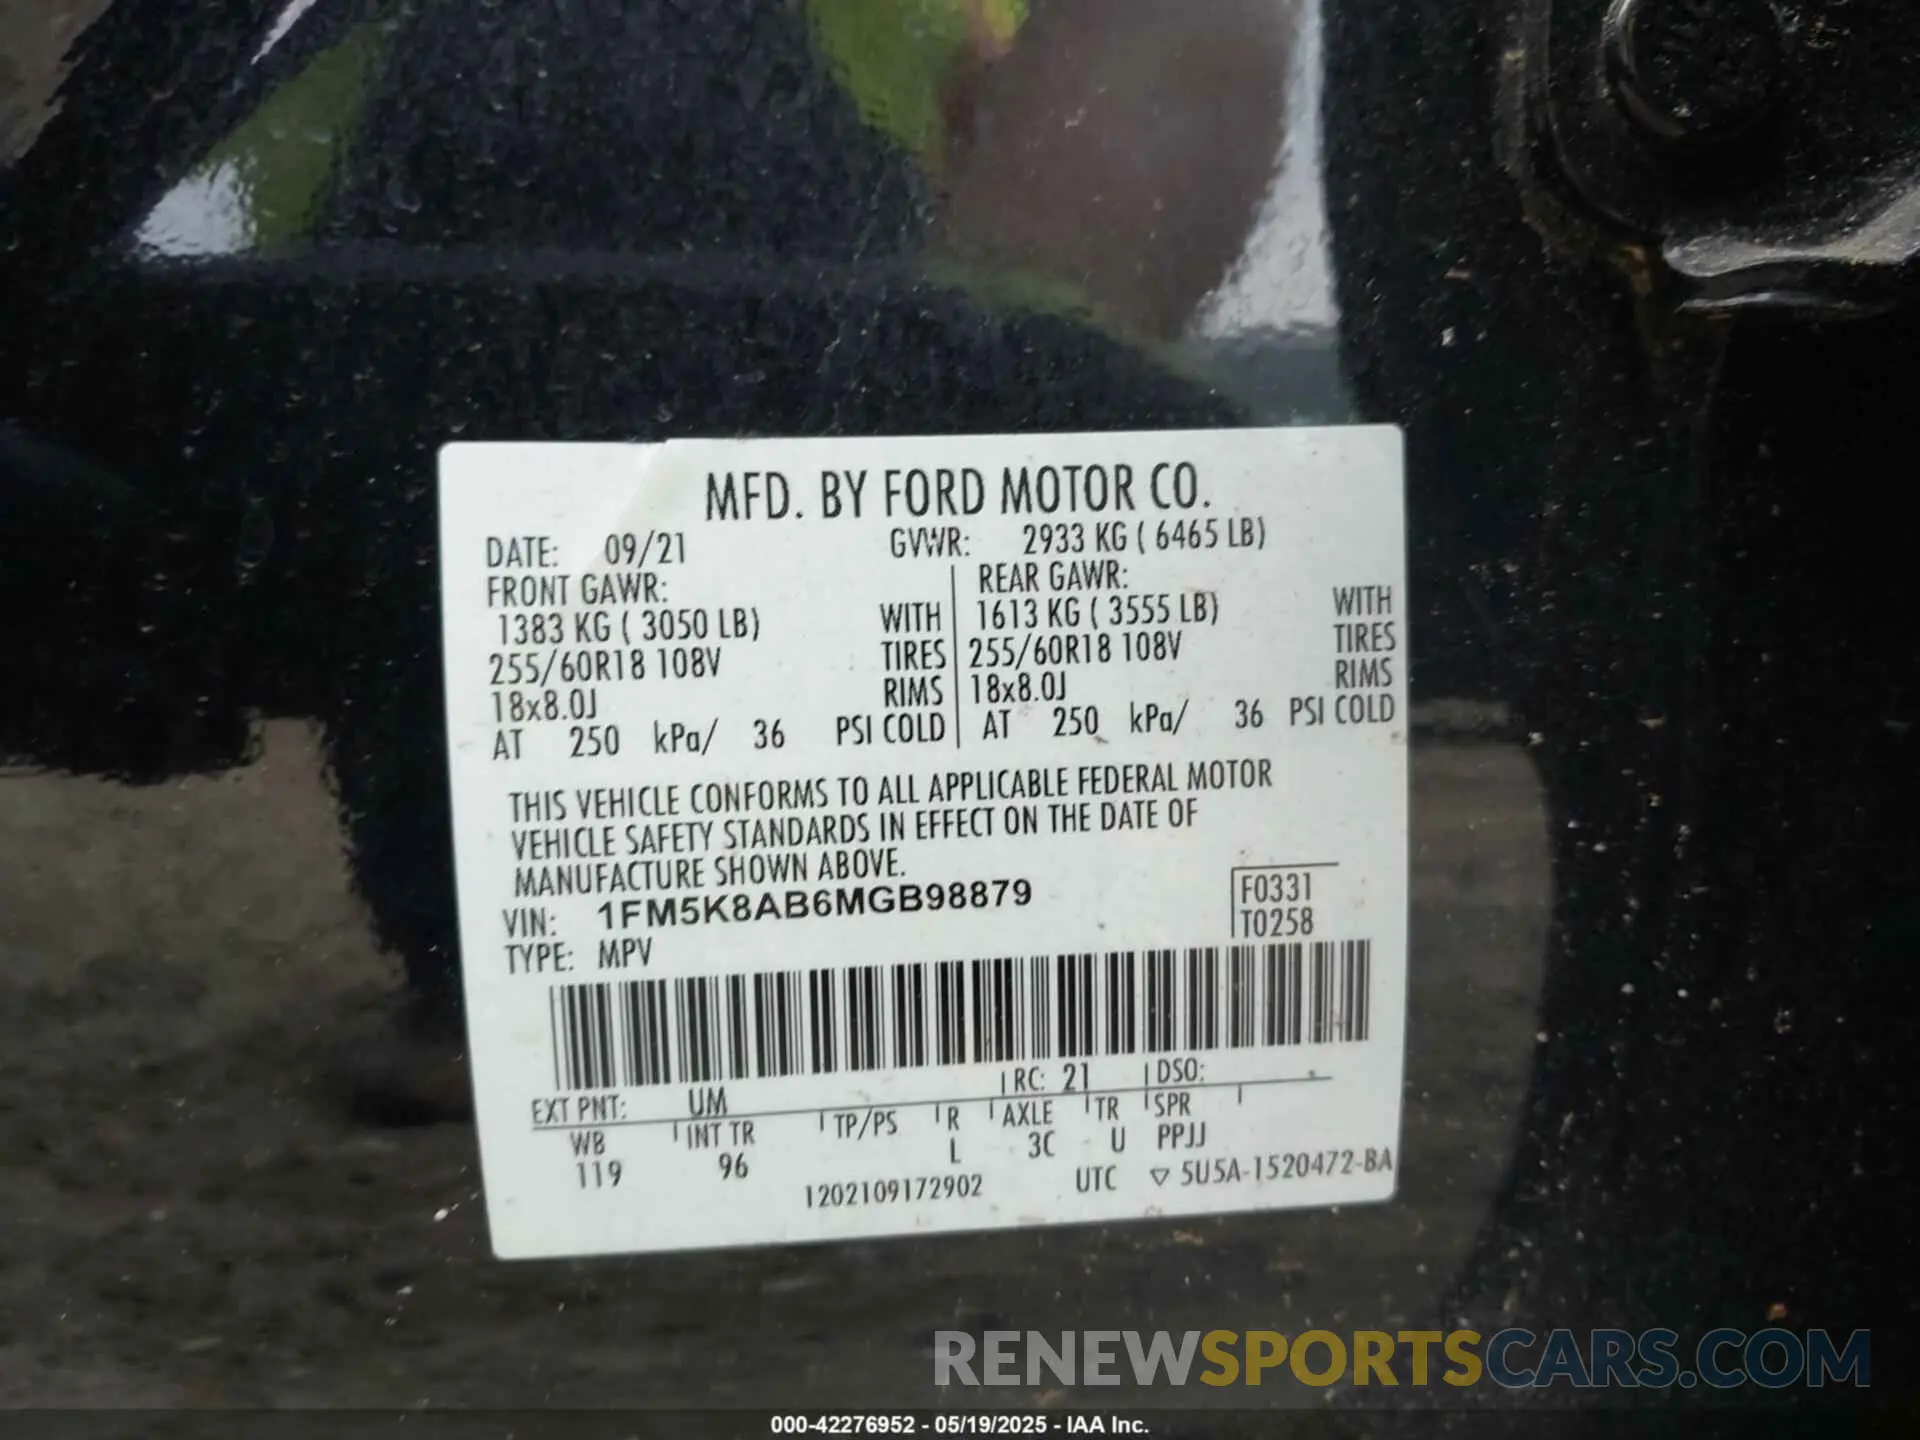 MFD. BY FORD MOTOR CO.
DATE: 09/21 GVWR: 2933 KG ( 6465 LB)
FRONT GAWR: REAR GAWR:
1383 KG ( 3050 LB) WITH 1613 KG ( 3555 LB) WITH
255/60R18 108V TIRES 255/60R18 108V TIRES
18x8.0J RIMS 18x8.0J RIMS
AT 250 kPa/ 36 PSI COLD AT 250 kPa/ 36 PSI COLD
THIS VEHICLE CONFORMS TO ALL APPLICABLE FEDERAL MOTOR
VEHICLE SAFETY STANDARDS IN EFFECT ON THE DATE OF
MANUFACTURE SHOWN ABOVE.
VIN: 1FM5K8AB6MGB98879 F0331
TYPE: MPV T0258
EXT PNT: UM RC: 21 DSO:
WB INT TR TP/PS R AXLE TR SPR
119 96 L 3C U PPJJ
1202109172902 UTC ▽ 5U5A-1520472-BA
RENEWSPORTSCARS.COM
000-42276952 - 05/19/2025 - IAA Inc.